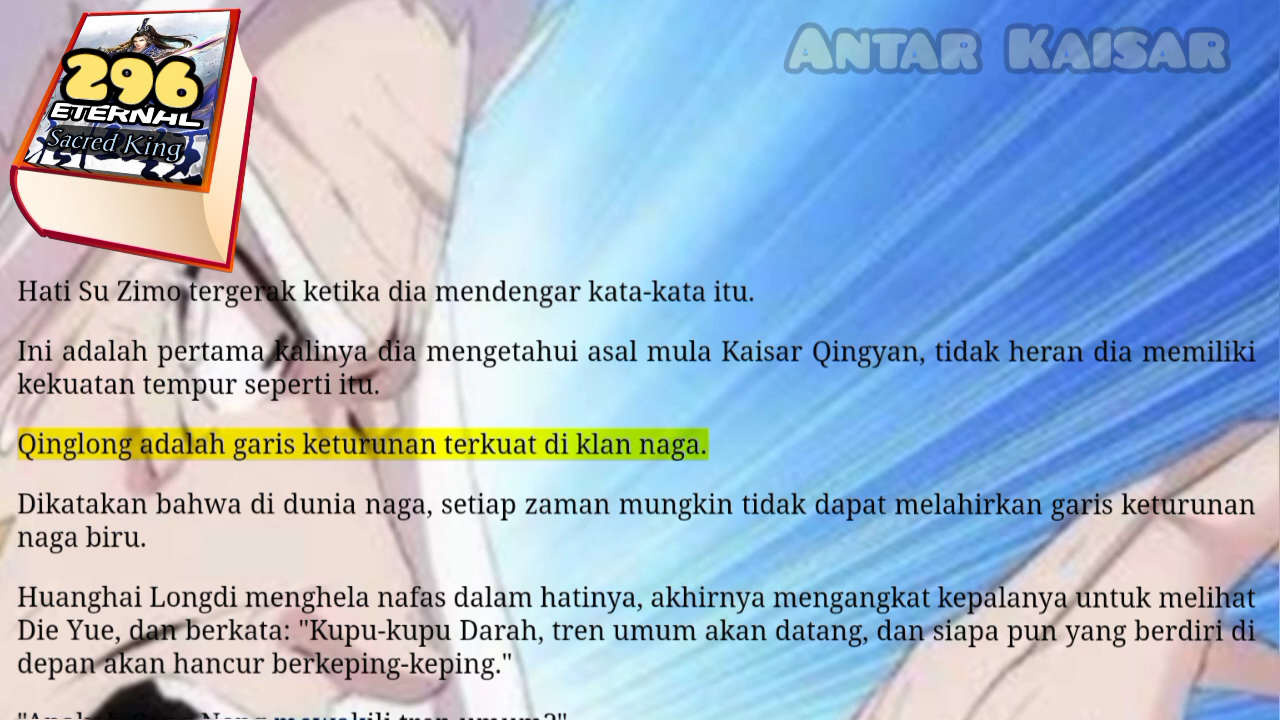 296
ETERNAL
Sacred King
ANTAR KAISAR
Hati Su Zimo tergerak ketika dia mendengar kata-kata itu.
Ini adalah pertama kalinya dia mengetahui asal mula Kaisar Qingyan, tidak heran dia memiliki
kekuatan tempur seperti itu.
Qinglong adalah garis keturunan terkuat di klan naga.
Dikatakan bahwa di dunia naga, setiap zaman mungkin tidak dapat melahirkan garis keturunan
naga biru.
Huanghai Longdi menghela nafas dalam hatinya, akhirnya mengangkat kepalanya untuk melihat
Die Yue, dan berkata: "Kupu-kupu Darah, tren umum akan datang, dan siapa pun yang berdiri di
depan akan hancur berkeping-keping."
mewakili tren umum?"